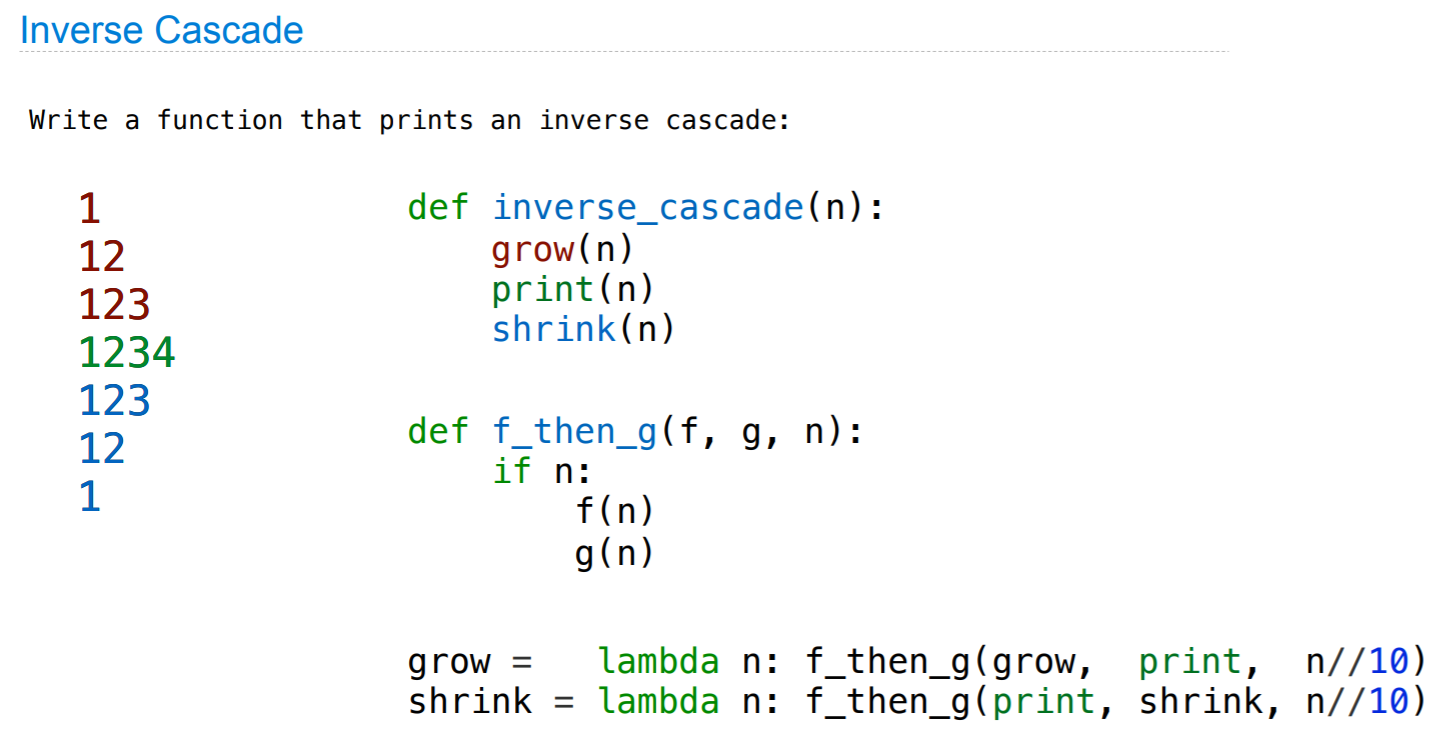 Inverse Cascade
Write a function that prints an inverse cascade:
1
12
123
1234
123
12
1
def inverse_cascade(n):
    grow(n)
    print(n)
    shrink(n)
def f_then_g(f, g, n):
    if n:
        f(n)
        g(n)
grow =   lambda n: f_then_g(grow,  print,  n//10)
shrink = lambda n: f_then_g(print, shrink, n//10)